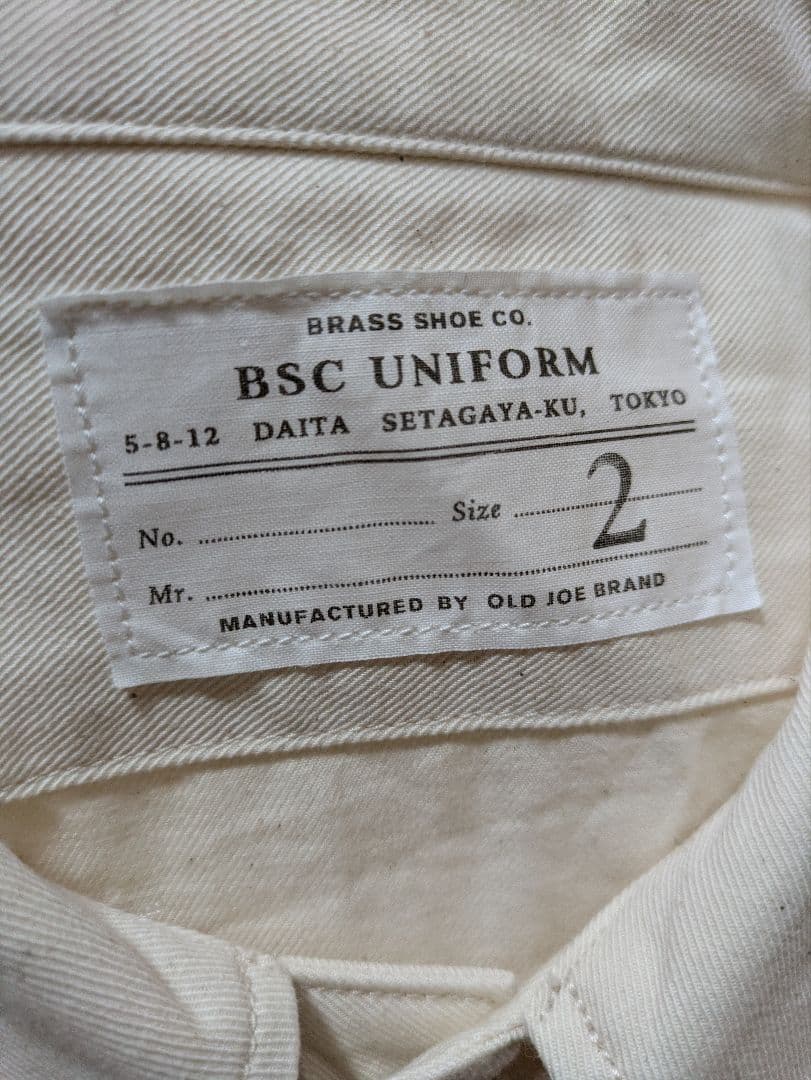 BRASS SHOE CO.
BSC UNIFORM
5-8-12 DAITA SETAGAYA-KU, TOKYO
No. Size 2
Mr.
MANUFACTURED BY OLD JOE BRAND